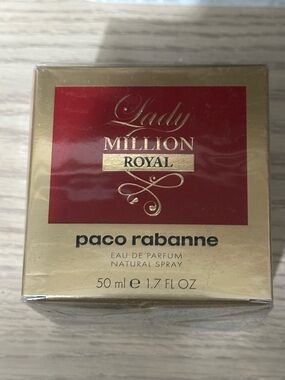 Lady
MILLION
ROYAL
paco rabanne
EAU DE PARFUM
NATURAL SPRAY
50 ml e 1.7 FL OZ